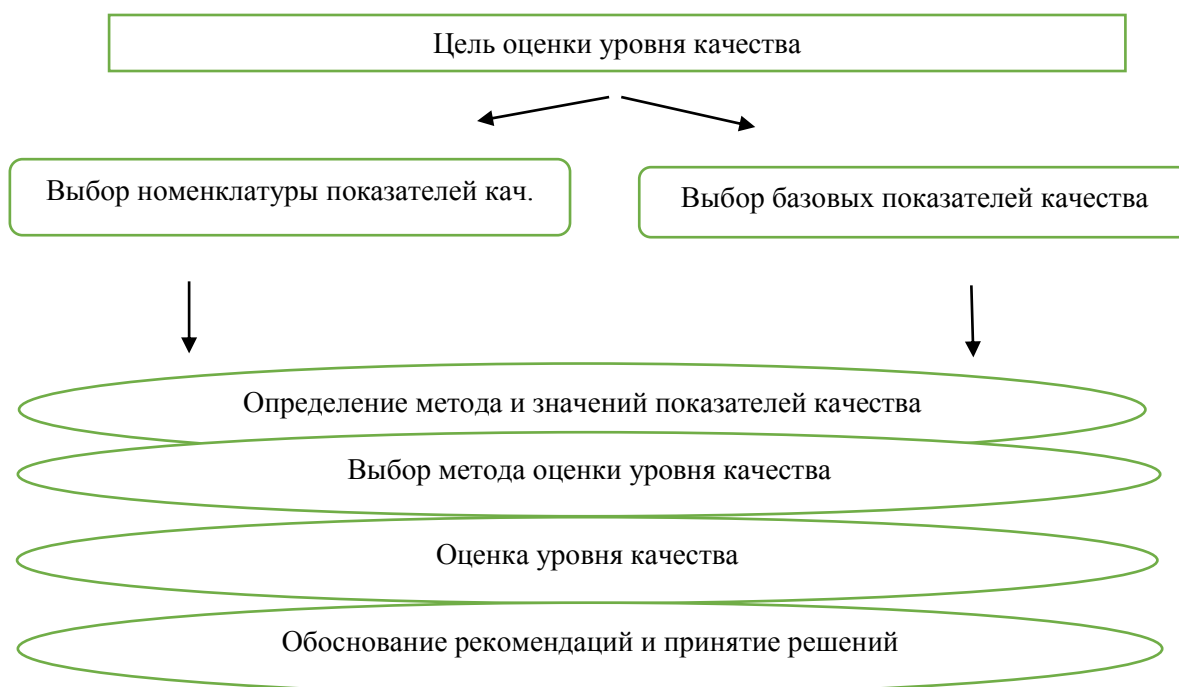 Цель оценки уровня качества
Выбор номенклатуры показателей кач.
Выбор базовых показателей качества
Определение метода и значений показателей качества
Выбор метода оценки уровня качества
Оценка уровня качества
Обоснование рекомендаций и принятие решений